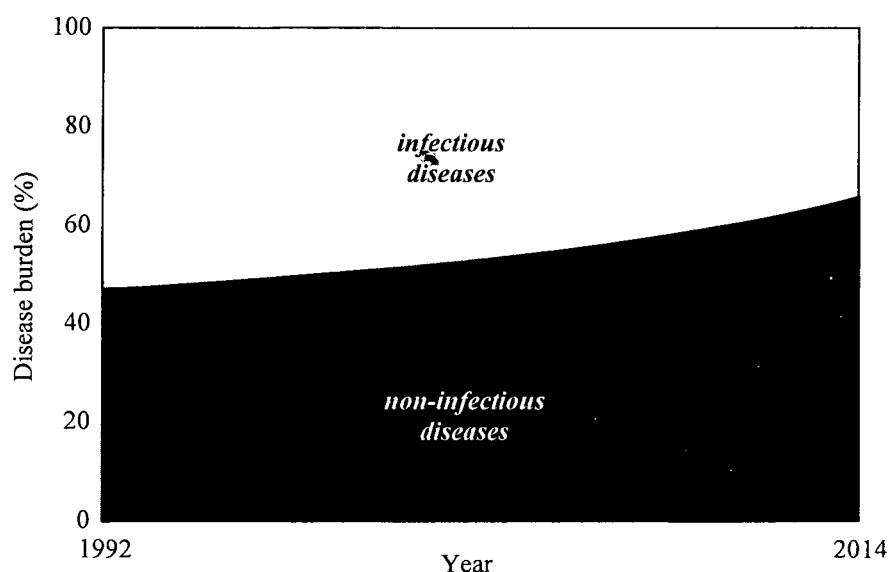 100
80
60
40
20
0
Disease burden (%)
infectious
diseases
non-infectious
diseases
1992
Year
2014